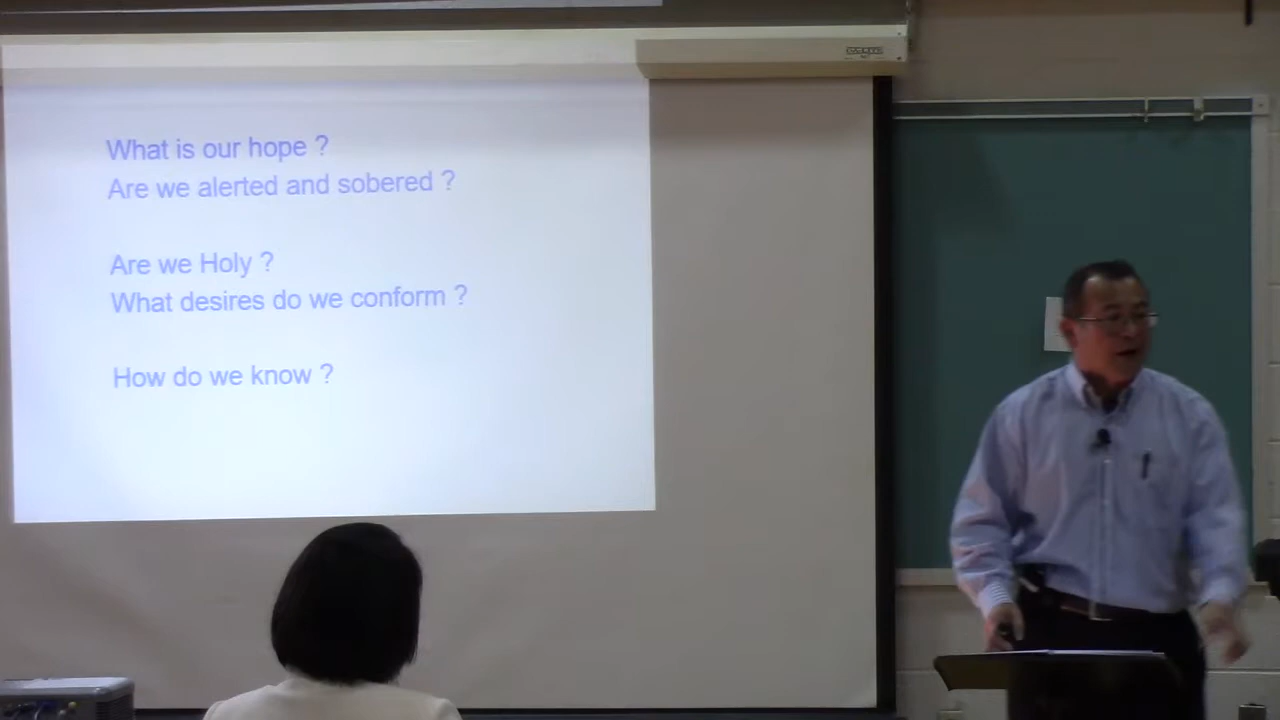 What is our hope ?
Are we alerted and sobered ?
Are we Holy ?
What desires do we conform ?
How do we know ?